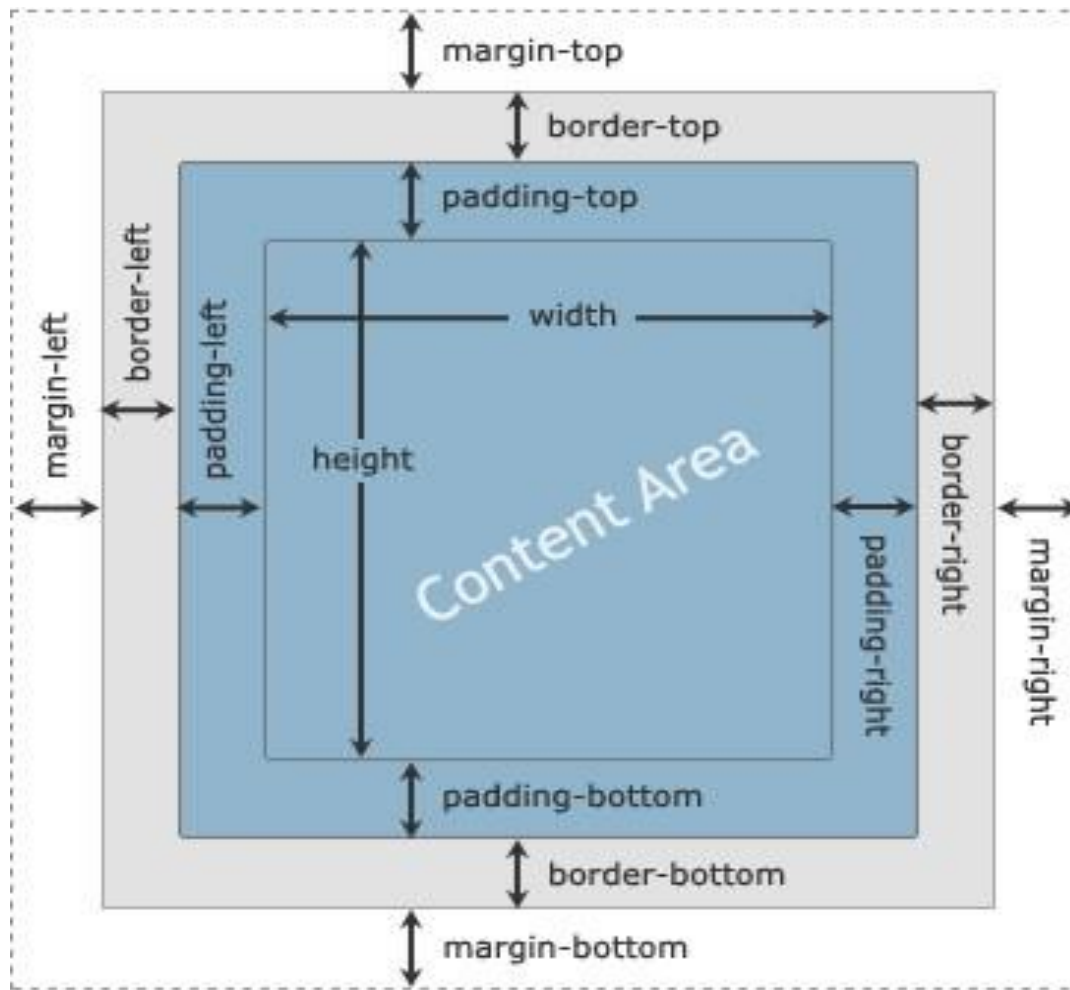 margin-top
border-top
padding-top
border-left
width
padding-left
margin-left
height
Content Area
border-right
padding-right
margin-right
padding-bottom
border-bottom
margin-bottom